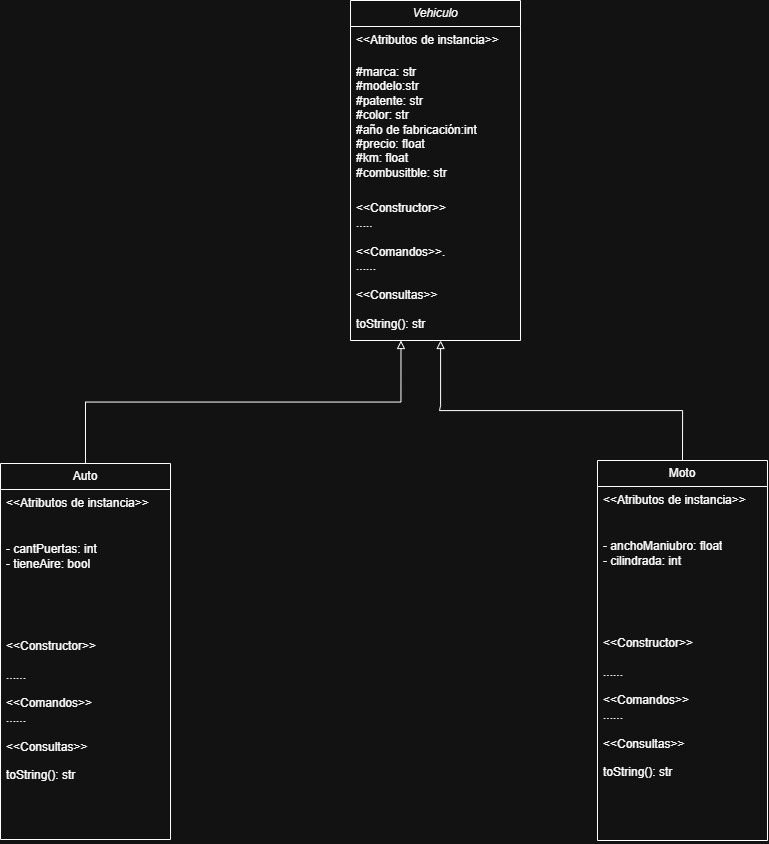 Vehiculo
<<Atributos de instancia>>
#marca: str
#modelo:str
#patente: str
#color: str
#año de fabricación:int
#precio: float
#km: float
#combusitble: str
<<Constructor>>
-----
<<Comandos>>.
------
<<Consultas>>
toString(): str
Auto
<<Atributos de instancia>>
- cantPuertas: int
- tieneAire: bool
<<Constructor>>
------
<<Comandos>>
------
<<Consultas>>
toString(): str
Moto
<<Atributos de instancia>>
- anchoManiubro: float
- cilindrada: int
<<Constructor>>
------
<<Comandos>>
------
<<Consultas>>
toString(): str